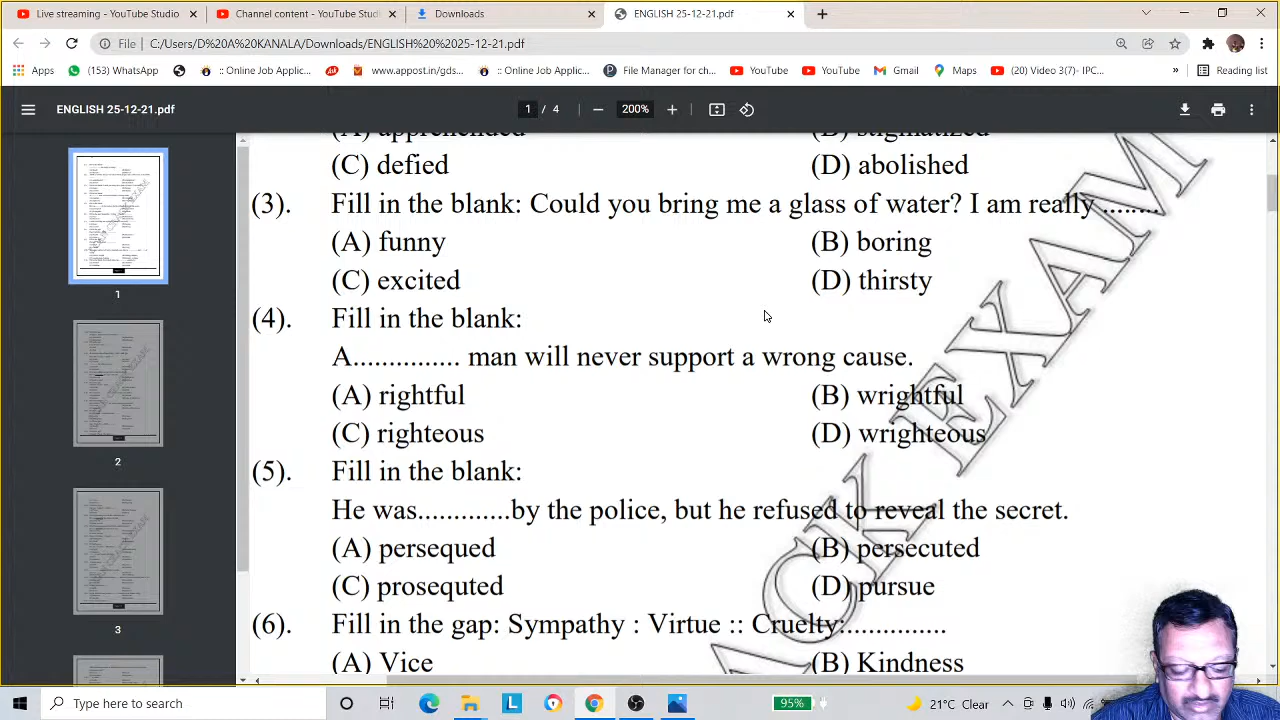 Live streaming - YouTube Studio
Channel content - YouTube Studio
Downloads
ENGLISH 25-12-21.pdf
File | C:/Users/D%20A%20KANALA/Downloads/ENGLISH%20%2025-12-21.pdf
Apps (153) WhatsApp :: Online Job Applic... www.appost.in/gd... :: Online Job Applic... File Manager for ch... YouTube YouTube Gmail Maps (20) Video 3(7)- IPC... » Reading list
ENGLISH 25-12-21.pdf 1 / 4 200%
(A) apprehended (B) stigmatized
(C) defied (D) abolished
(3). Fill in the blank: Could you bring me a glass of water? I am really.........
(A) funny (B) boring
(C) excited (D) thirsty
(4). Fill in the blank:
A.............. man will never support a wrong cause.
(A) rightful (B) wrightful
(C) righteous (D) wrighteous
(5). Fill in the blank:
He was.............by the police, but he refused to reveal the secret.
(A) persequed (B) persecuted
(C) prosequted (D) pursue
(6). Fill in the gap: Sympathy : Virtue :: Cruelty:..............
(A) Vice (B) Kindness
1
2
3
EXAM
Type here to search
L
95%
21°C Clear